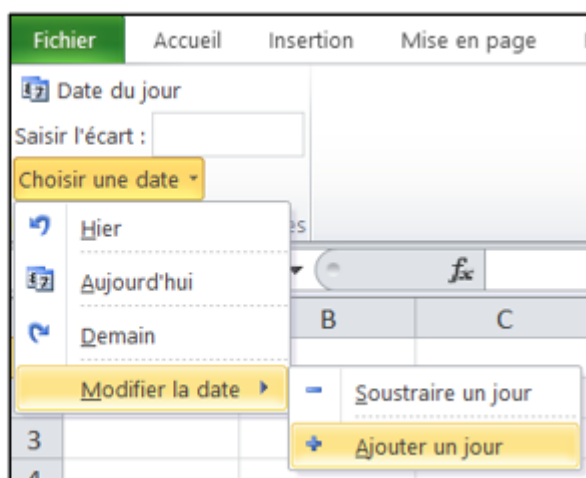 Fichier Accueil Insertion Mise en page
Date du jour
Saisir l'écart :
Choisir une date
Hier
Aujourd'hui
fx
Demain
B C
Modifier la date
Soustraire un jour
3
Ajouter un jour